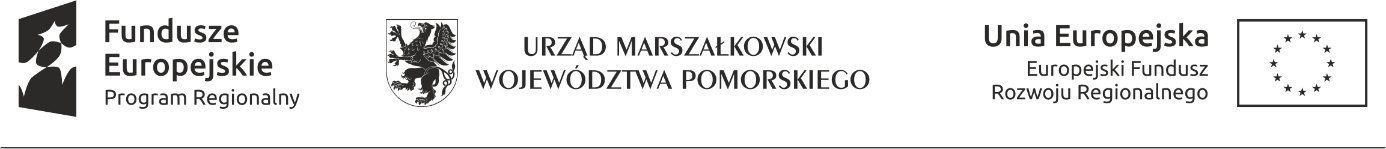 Fundusze
Europejskie
Program Regionalny
URZĄD MARSZAŁKOWSKI
WOJEWÓDZTWA POMORSKIEGO
Unia Europejska
Europejski Fundusz
Rozwoju Regionalnego